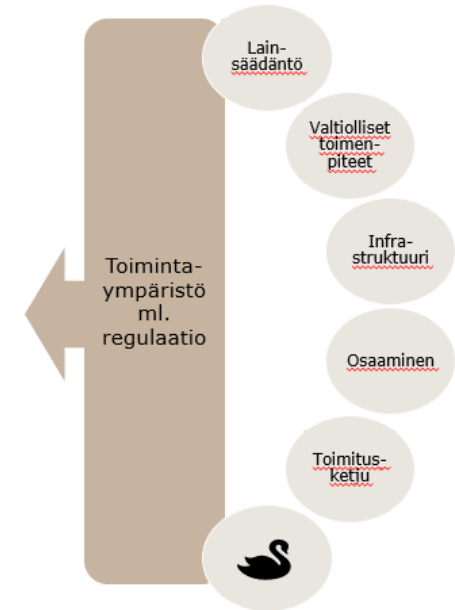 Lain-
säädäntö
Valtiolliset
toimen-
piteet
Infra-
struktuuri
Toiminta-
ympäristö
ml.
regulaatio
Osaaminen
Toimitus-
ketju